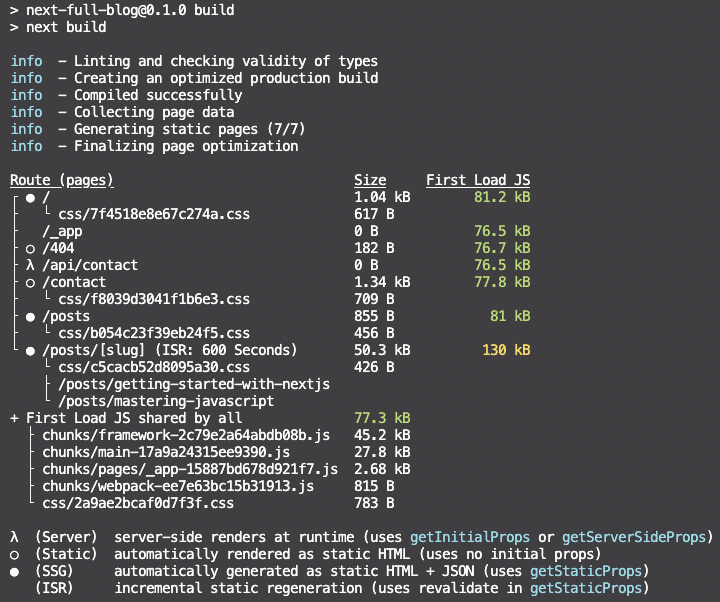 > next-full-blog@0.1.0 build
> next build
info  - Linting and checking validity of types
info  - Creating an optimized production build
info  - Compiled successfully
info  - Collecting page data
info  - Generating static pages (7/7)
info  - Finalizing page optimization
Route (pages)                              Size     First Load JS
┌ ● /                                      1.04 kB        81.2 kB
├   └ css/7f4518e8e67c274a.css             617 B
├   /_app                                  0 B            76.5 kB
├ ○ /404                                   182 B          76.7 kB
├ λ /api/contact                           0 B            76.5 kB
├ ○ /contact                               1.34 kB        77.8 kB
├   └ css/f8039d3041f1b6e3.css             709 B
├ ● /posts                                 855 B            81 kB
├   └ css/b054c23f39eb24f5.css             456 B
└ ● /posts/[slug] (ISR: 600 Seconds)       50.3 kB         130 kB
    └ css/c5cacb52d8095a30.css             426 B
    ├ /posts/getting-started-with-nextjs
    └ /posts/mastering-javascript
+ First Load JS shared by all              77.3 kB
  ├ chunks/framework-2c79e2a64abdb08b.js   45.2 kB
  ├ chunks/main-17a9a24315ee9390.js        27.8 kB
  ├ chunks/pages/_app-15887bd678d921f7.js  2.68 kB
  ├ chunks/webpack-ee7e63bc15b31913.js     815 B
  └ css/2a9ae2bcaf0d7f3f.css               783 B
λ  (Server)  server-side renders at runtime (uses getInitialProps or getServerSideProps)
○  (Static)  automatically rendered as static HTML (uses no initial props)
●  (SSG)     automatically generated as static HTML + JSON (uses getStaticProps)
   (ISR)     incremental static regeneration (uses revalidate in getStaticProps)